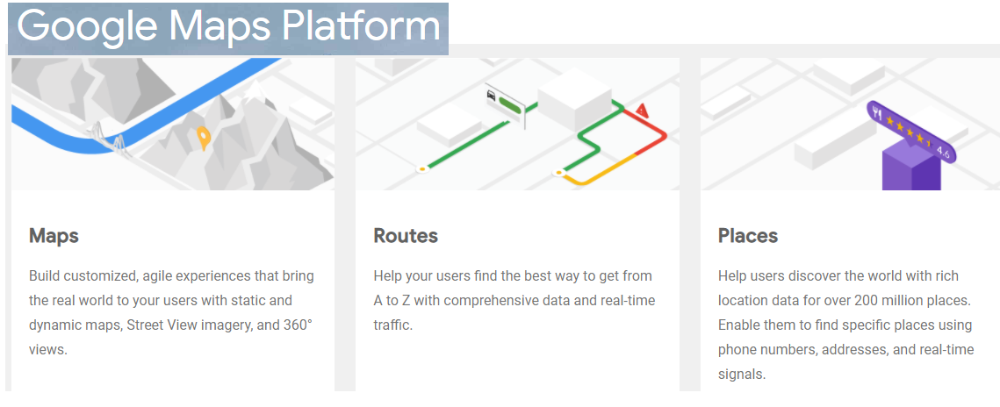 Google Maps Platform
4.6
Maps
Build customized, agile experiences that bring
the real world to your users with static and
dynamic maps, Street View imagery, and 360°
views.
Routes
Help your users find the best way to get from
A to Z with comprehensive data and real-time
traffic.
Places
Help users discover the world with rich
location data for over 200 million places.
Enable them to find specific places using
phone numbers, addresses, and real-time
signals.